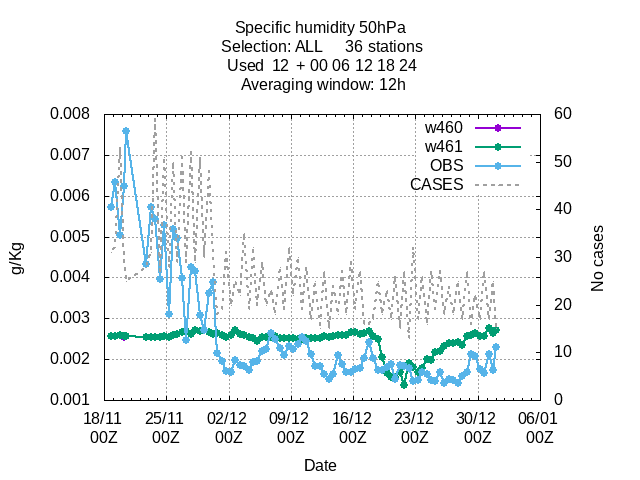 Specific humidity 50hPa
Selection: ALL     36 stations
Used  12  + 00 06 12 18 24
Averaging window: 12h
0.008
0.007
0.006
0.005
0.004
0.003
0.002
0.001
g/Kg
60
50
40
30
20
10
0
No cases
w460
w461
OBS
CASES
18/11 25/11 02/12 09/12 16/12 23/12 30/12 06/01
00Z 00Z 00Z 00Z 00Z 00Z 00Z 00Z
Date